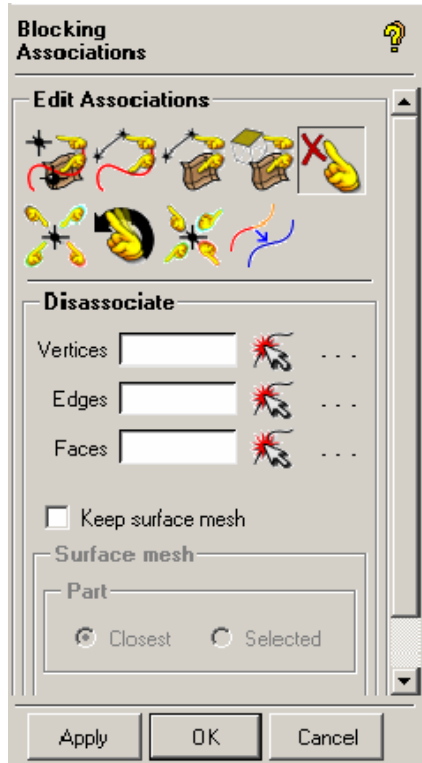 Blocking
Associations
Edit Associations
Disassociate
Vertices ...
Edges ...
Faces ...
Keep surface mesh
Surface mesh
Part
Closest Selected
Apply OK Cancel